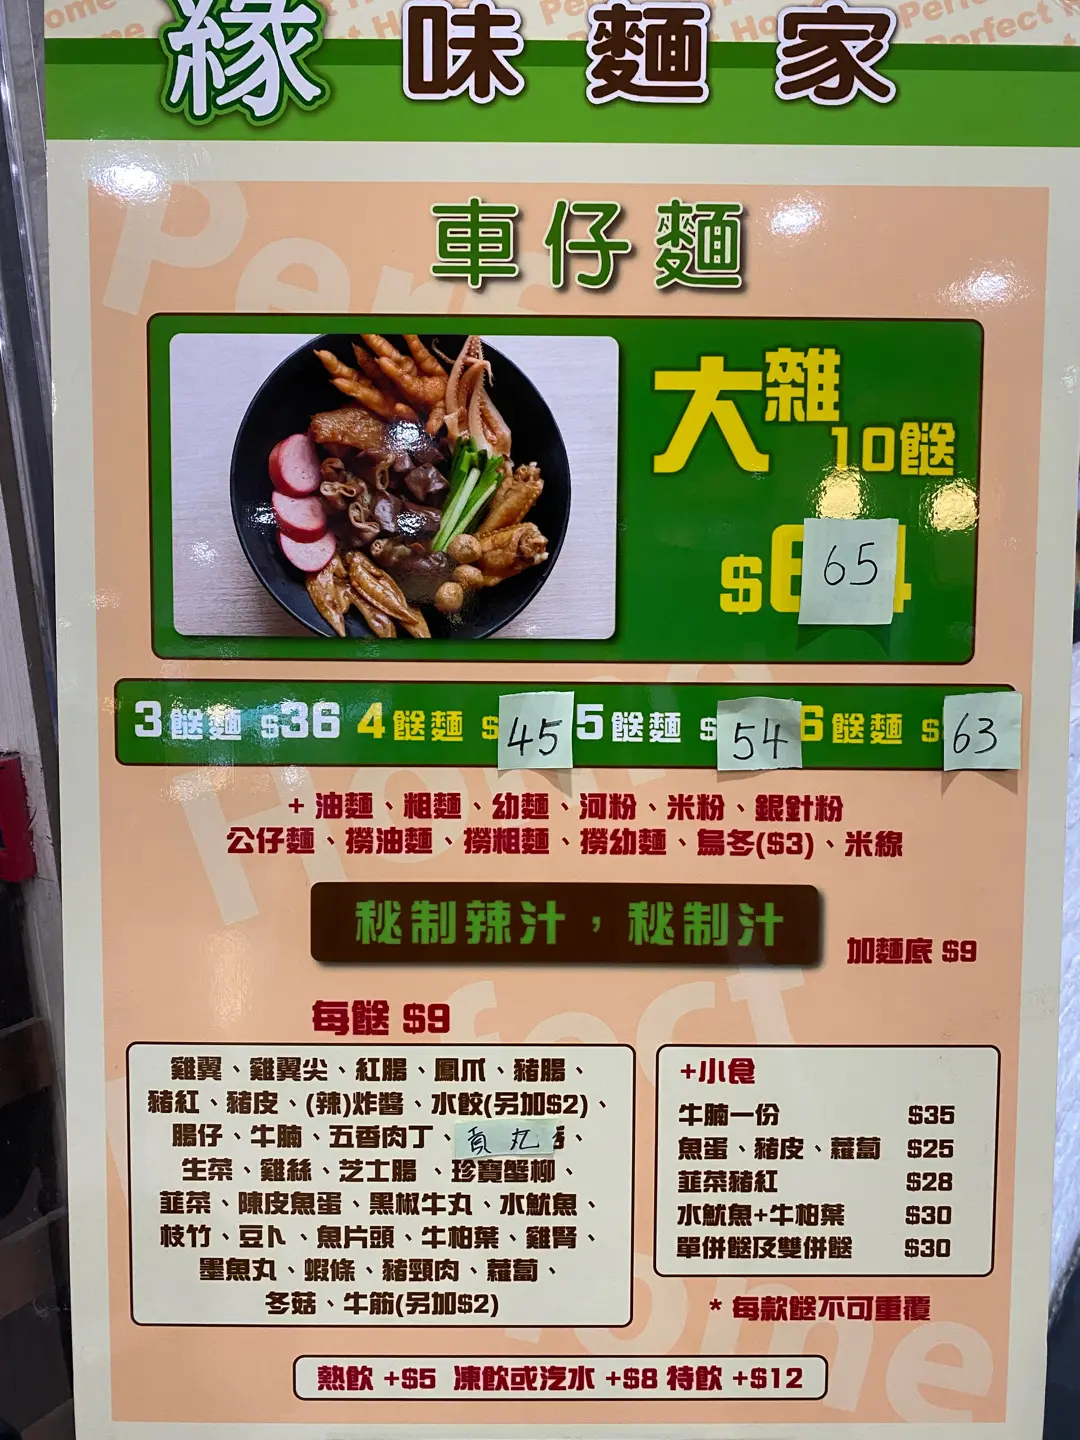 緣味麵家
車仔麵
大雜
10餸
$65
3餸麵 $36 4餸麵 $45 5餸麵 $54 6餸麵 $63
+ 油麵、粗麵、幼麵、河粉、米粉、銀針粉
公仔麵、撈油麵、撈粗麵、撈幼麵、烏冬($3)、米線
秘制辣汁，秘制汁
加麵底 $9
每餸 $9
雞翼、雞翼尖、紅腸、鳳爪、豬腸、
豬紅、豬皮、(辣)炸醬、水餃(另加$2)、
腸仔、牛腩、五香肉丁、貢丸、
生菜、雞絲、芝士腸、珍寶蟹柳、
韮菜、陳皮魚蛋、黑椒牛丸、水魷魚、
枝竹、豆卜、魚片頭、牛柏葉、雞腎、
墨魚丸、蝦條、豬頸肉、蘿蔔、
冬菇、牛筋(另加$2)
+小食
牛腩一份 $35
魚蛋、豬皮、蘿蔔 $25
韮菜豬紅 $28
水魷魚+牛柏葉 $30
單併餸及雙併餸 $30
* 每款餸不可重覆
熱飲 +$5 凍飲或汽水 +$8 特飲 +$12